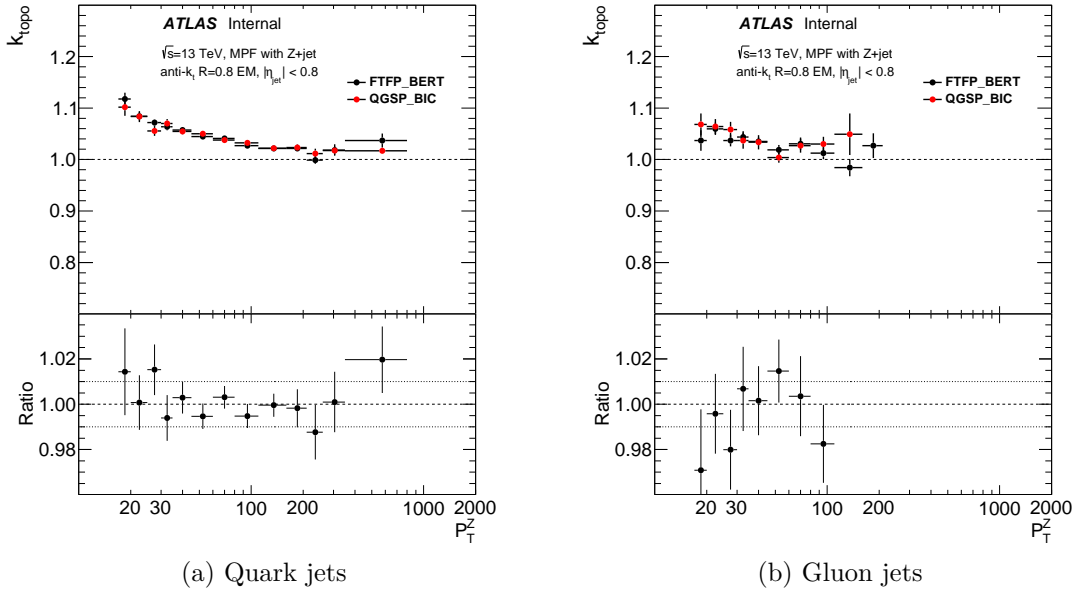 k_topo
ATLAS Internal
√s=13 TeV, MPF with Z+jet
anti-k_t R=0.8 EM, |η_jet| < 0.8
FTFP_BERT
QGSP_BIC
1.2
1.1
1.0
0.9
0.8
Ratio
1.02
1.00
0.98
20 30 100 200 1000 2000
P_T^Z
(a) Quark jets
k_topo
ATLAS Internal
√s=13 TeV, MPF with Z+jet
anti-k_t R=0.8 EM, |η_jet| < 0.8
FTFP_BERT
QGSP_BIC
1.2
1.1
1.0
0.9
0.8
Ratio
1.02
1.00
0.98
20 30 100 200 1000 2000
P_T^Z
(b) Gluon jets